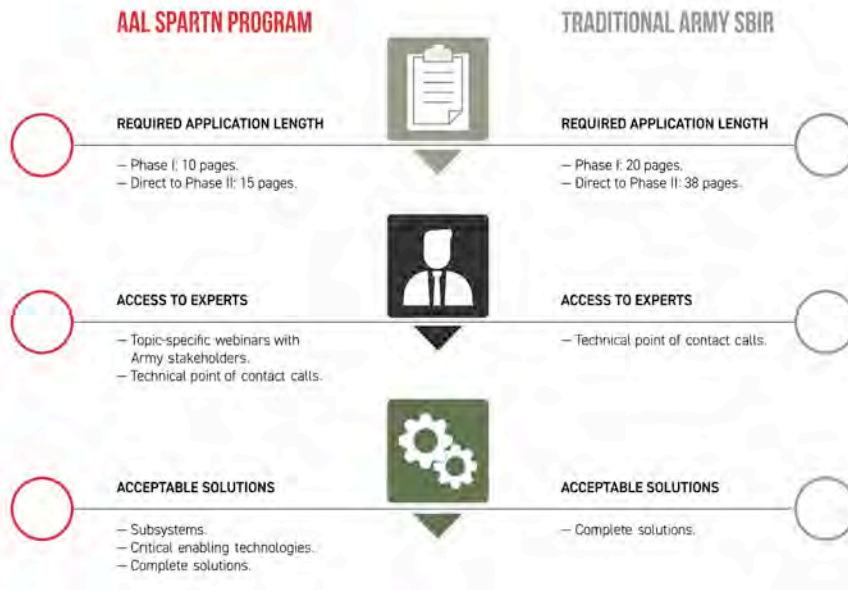 AAL SPARTN PROGRAM
TRADITIONAL ARMY SBIR
REQUIRED APPLICATION LENGTH
– Phase I: 10 pages.
– Direct to Phase II: 15 pages.
REQUIRED APPLICATION LENGTH
– Phase I: 20 pages.
– Direct to Phase II: 38 pages.
ACCESS TO EXPERTS
– Topic-specific webinars with
Army stakeholders.
– Technical point of contact calls.
ACCESS TO EXPERTS
– Technical point of contact calls.
ACCEPTABLE SOLUTIONS
– Subsystems.
– Critical enabling technologies.
– Complete solutions.
ACCEPTABLE SOLUTIONS
– Complete solutions.